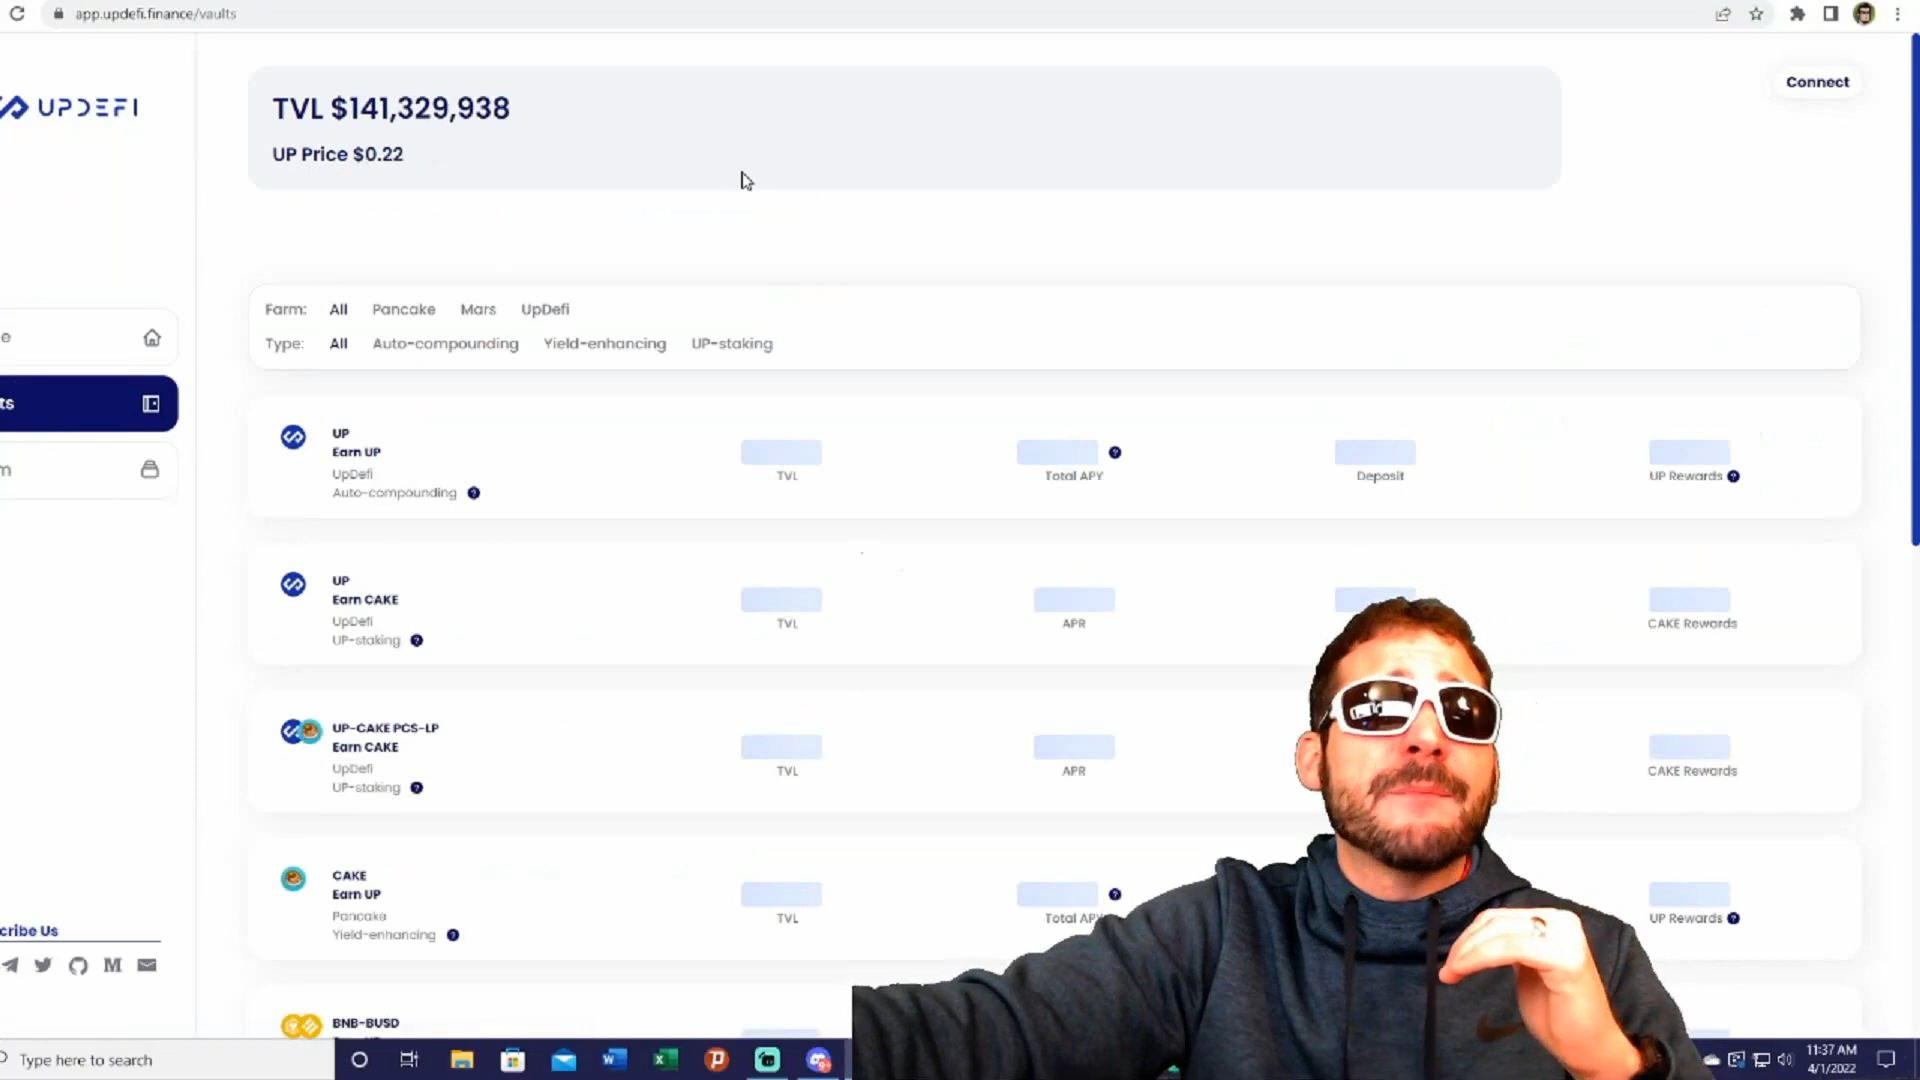 app.updefi.finance/vaults
UPDEFI
TVL $141,329,938
UP Price $0.22
Connect
Farm: All Pancake Mars UpDefi
Type: All Auto-compounding Yield-enhancing UP-staking
e
ts
m
UP
Earn UP
UpDefi
Auto-compounding
TVL
Total APY
Deposit
UP Rewards
UP
Earn CAKE
UpDefi
UP-staking
TVL
APR
CAKE Rewards
UP-CAKE PCS-LP
Earn CAKE
UpDefi
UP-staking
TVL
APR
CAKE Rewards
CAKE
Earn UP
Pancake
Yield-enhancing
TVL
Total APY
UP Rewards
BNB-BUSD
cribe Us
Type here to search
11:37 AM
4/1/2022